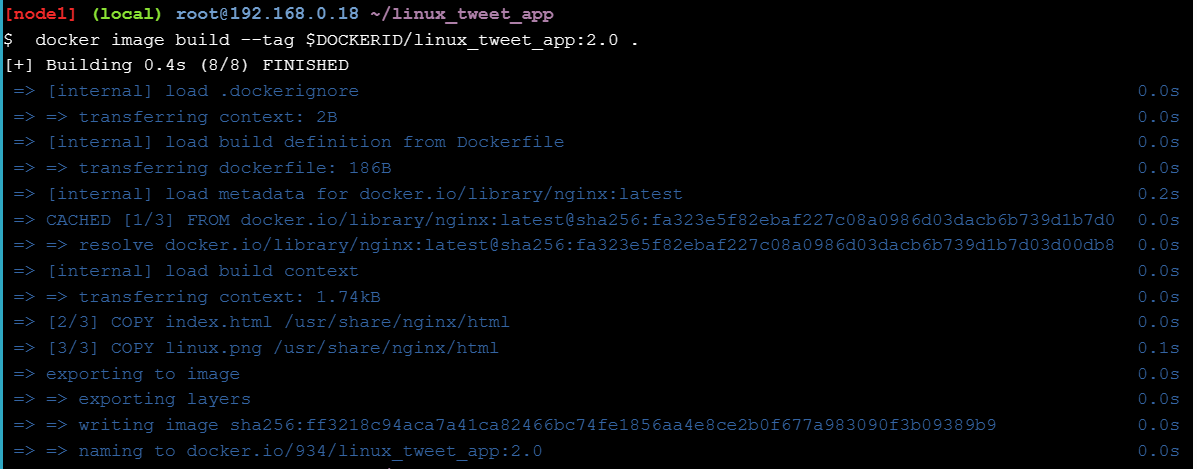 [node1] (local) root@192.168.0.18 ~/linux_tweet_app
$  docker image build --tag $DOCKERID/linux_tweet_app:2.0 .
[+] Building 0.4s (8/8) FINISHED
=> [internal] load .dockerignore 0.0s
=> => transferring context: 2B 0.0s
=> [internal] load build definition from Dockerfile 0.0s
=> => transferring dockerfile: 186B 0.0s
=> [internal] load metadata for docker.io/library/nginx:latest 0.2s
=> CACHED [1/3] FROM docker.io/library/nginx:latest@sha256:fa323e5f82ebaf227c08a0986d03dacb6b739d1b7d0 0.0s
=> => resolve docker.io/library/nginx:latest@sha256:fa323e5f82ebaf227c08a0986d03dacb6b739d1b7d03d00db8 0.0s
=> [internal] load build context 0.0s
=> => transferring context: 1.74kB 0.0s
=> [2/3] COPY index.html /usr/share/nginx/html 0.0s
=> [3/3] COPY linux.png /usr/share/nginx/html 0.1s
=> exporting to image 0.0s
=> => exporting layers 0.0s
=> => writing image sha256:ff3218c94aca7a41ca82466bc74fe1856aa4e8ce2b0f677a983090f3b09389b9 0.0s
=> => naming to docker.io/934/linux_tweet_app:2.0 0.0s